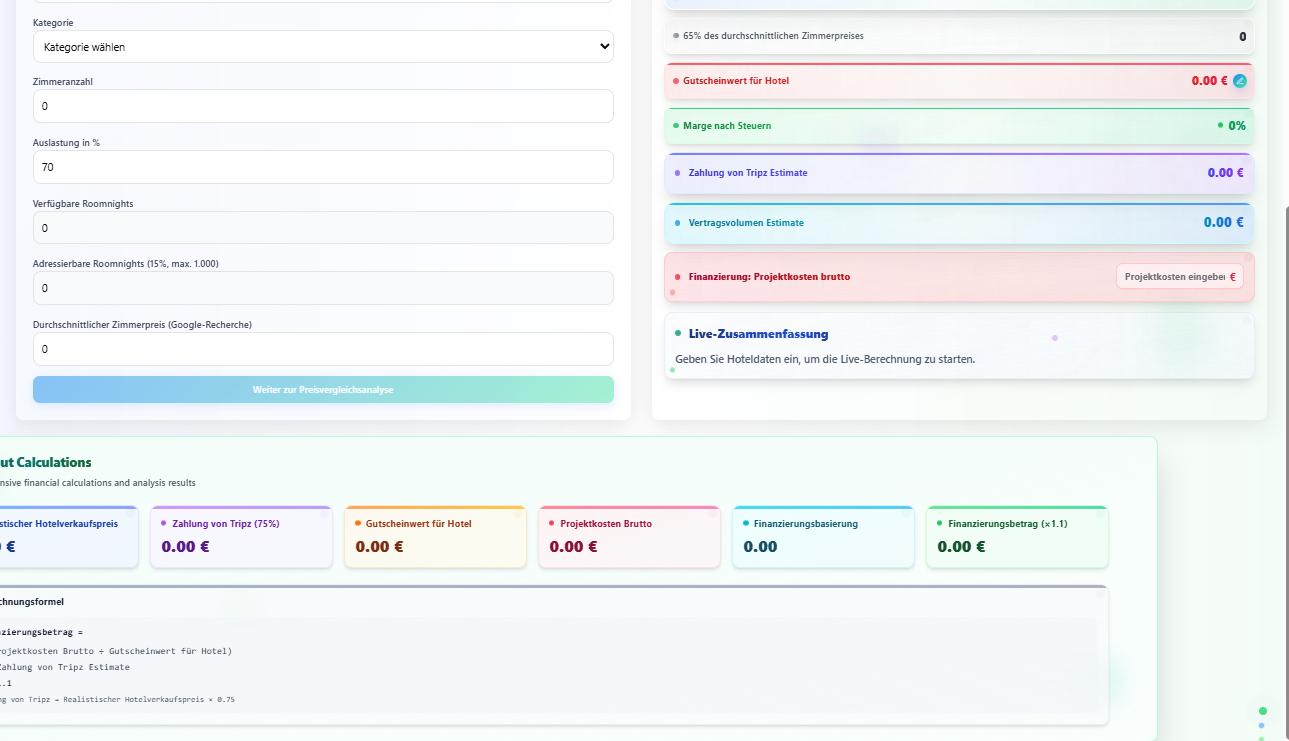 Kategorie
Kategorie wählen
Zimmeranzahl
0
Auslastung in %
70
Verfügbare Roomnights
0
Adressierbare Roomnights (15%, max. 1.000)
0
Durchschnittlicher Zimmerpreis (Google-Recherche)
0
Weiter zur Preisvergleichsanalyse
65% des durchschnittlichen Zimmerpreises 0
Gutscheinwert für Hotel 0.00 €
Marge nach Steuern 0%
Zahlung von Tripz Estimate 0.00 €
Vertragsvolumen Estimate 0.00 €
Finanzierung: Projektkosten brutto Projektkosten eingeber €
Live-Zusammenfassung
Geben Sie Hoteldaten ein, um die Live-Berechnung zu starten.
ut Calculations
nsive financial calculations and analysis results
stischer Hotelverkaufspreis
€
Zahlung von Tripz (75%)
0.00 €
Gutscheinwert für Hotel
0.00 €
Projektkosten Brutto
0.00 €
Finanzierungsbasierung
0.00
Finanzierungsbetrag (×1.1)
0.00 €
chnungsformel
nzierungsbetrag =
rojektkosten Brutto ÷ Gutscheinwert für Hotel)
Zahlung von Tripz Estimate
.1
ng von Tripz = Realistischer Hotelverkaufspreis × 0.75